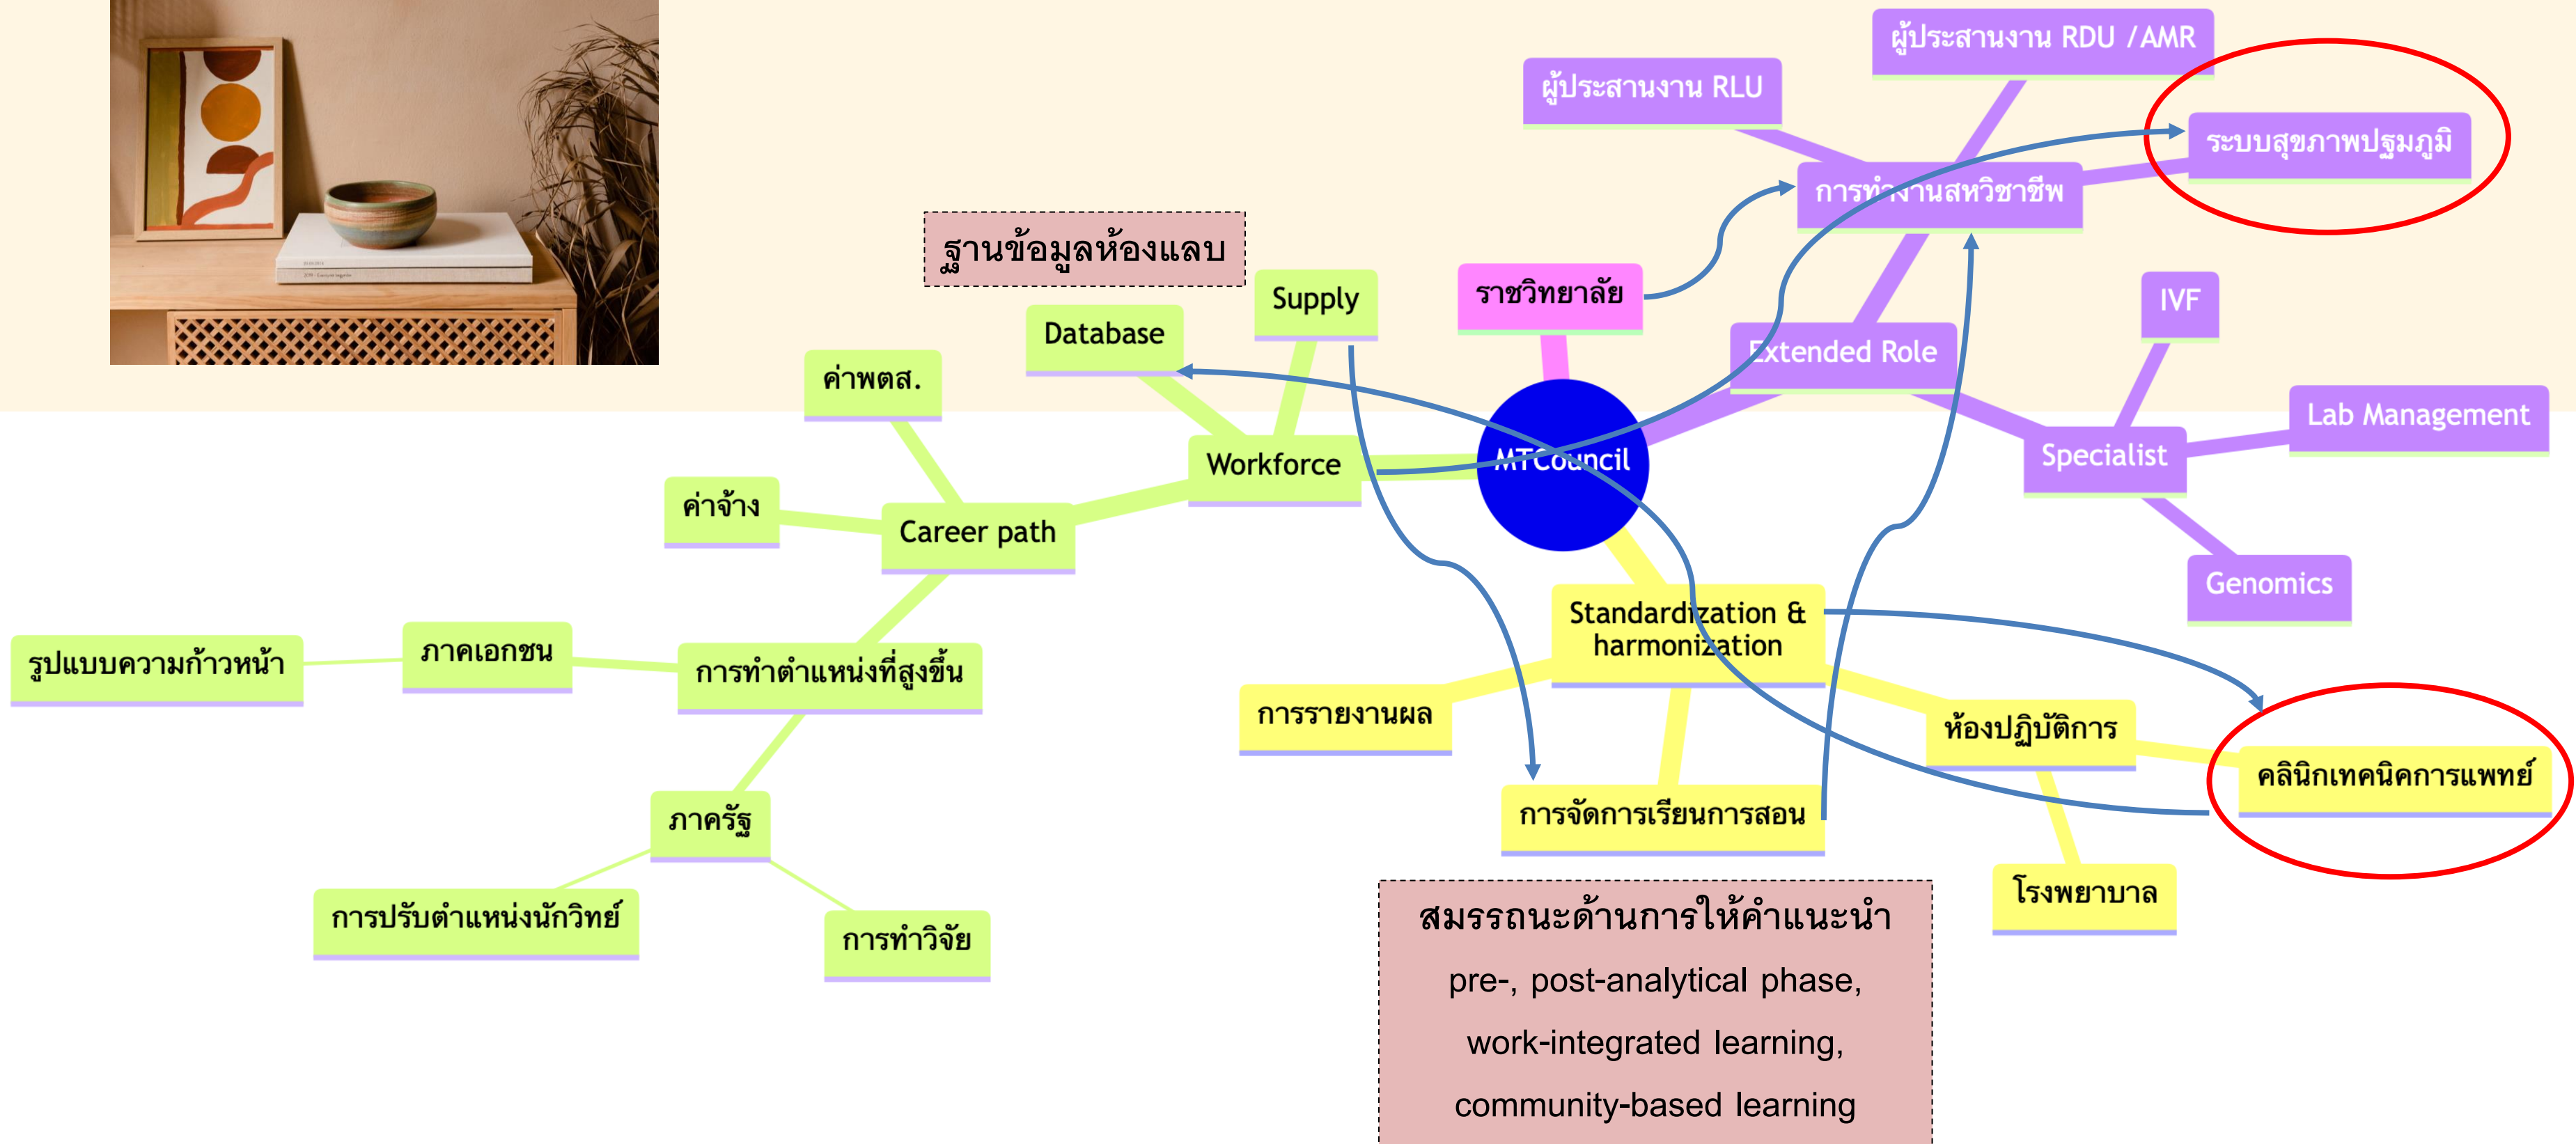 ผู้ประสานงาน RDU /AMR
ผู้ประสานงาน RLU
ระบบสุขภาพปฐมภูมิ
การทำงานสหวิชาชีพ
ฐานข้อมูลห้องแลบ
ราชวิทยาลัย
Supply
IVF
Database
Extended Role
ค่าพตส.
Lab Management
Workforce
MTCouncil
Specialist
ค่าจ้าง
Career path
Genomics
Standardization &
harmonization
รูปแบบความก้าวหน้า
ภาคเอกชน
การทำตำแหน่งที่สูงขึ้น
การรายงานผล
ห้องปฏิบัติการ
คลินิกเทคนิคการแพทย์
ภาครัฐ
การจัดการเรียนการสอน
โรงพยาบาล
การปรับตำแหน่งนักวิทย์
การทำวิจัย
สมรรถนะด้านการให้คำแนะนำ
pre-, post-analytical phase,
work-integrated learning,
community-based learning